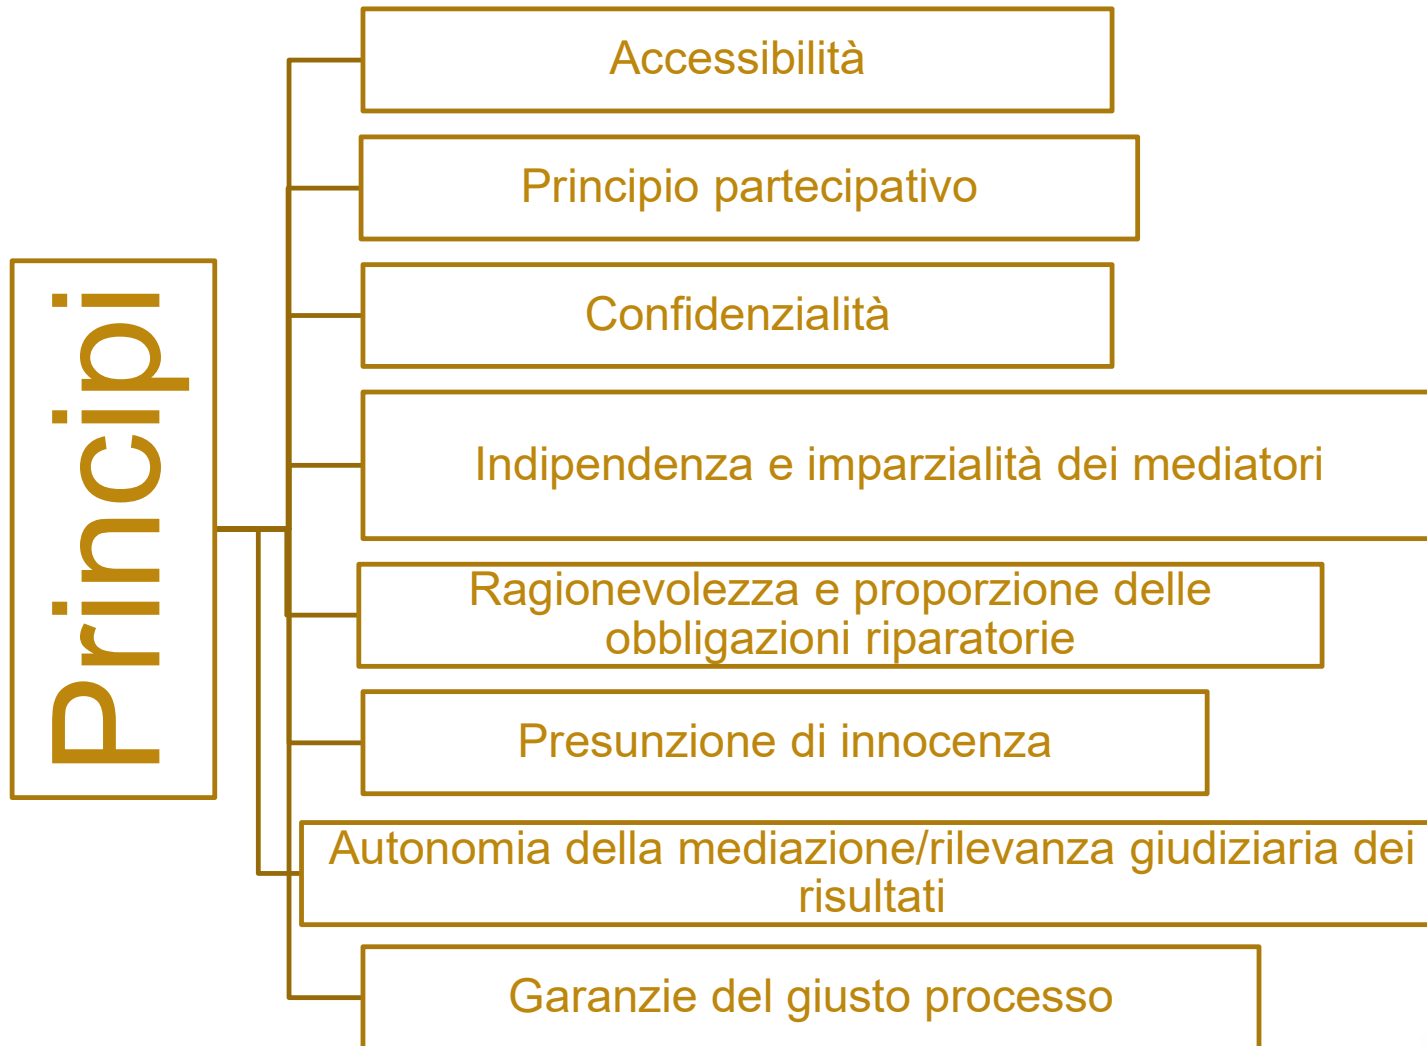 Principi
Accessibilità
Principio partecipativo
Confidenzialità
Indipendenza e imparzialità dei mediatori
Ragionevolezza e proporzione delle
obbligazioni riparatorie
Presunzione di innocenza
Autonomia della mediazione/rilevanza giudiziaria dei
risultati
Garanzie del giusto processo